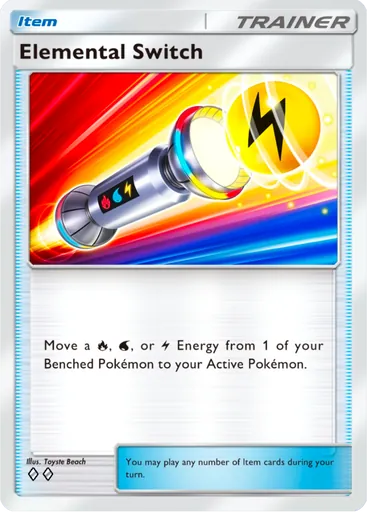 Item
TRAINER
Elemental Switch
Move a 🔥, 💧, or ⚡ Energy from 1 of your
Benched Pokémon to your Active Pokémon.
Illus. Toyste Beach
You may play any number of Item cards during your
turn.